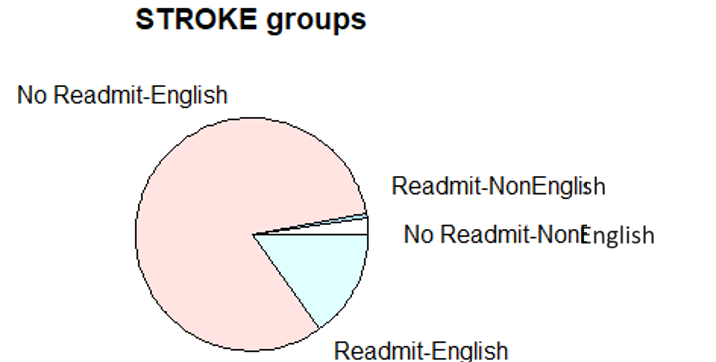 STROKE groups
No Readmit-English
Readmit-NonEnglish
No Readmit-NonEnglish
Readmit-English